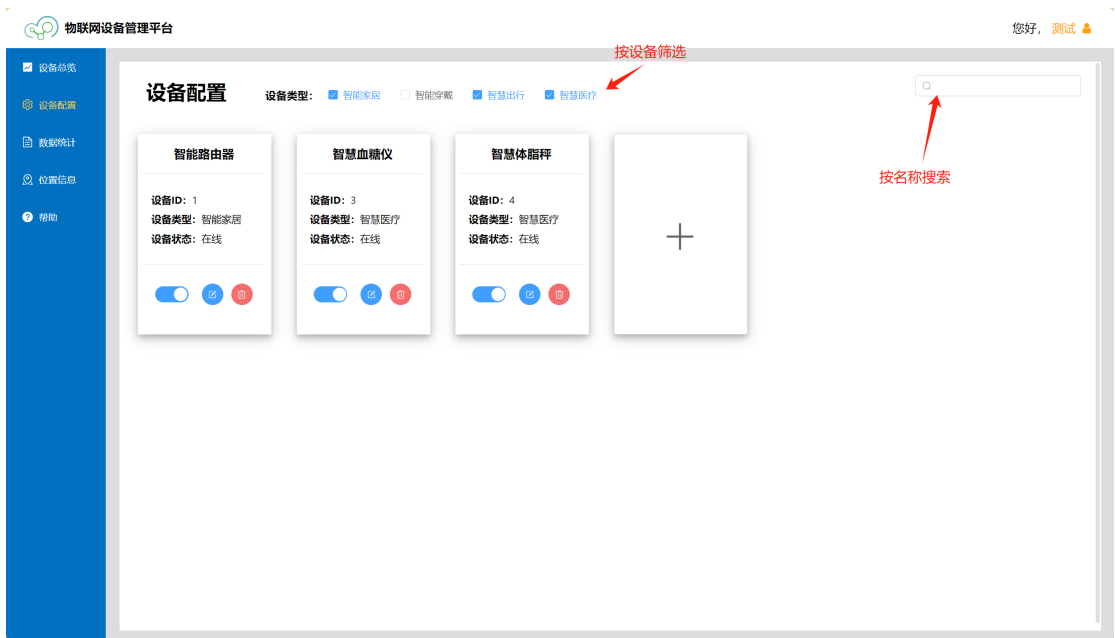 物联网设备管理平台
您好， 测试
按设备筛选
设备总览
设备配置
数据统计
位置信息
帮助
设备配置 设备类型： 智能家居 智能穿戴 智慧出行 智慧医疗
按名称搜索
智能路由器
设备ID：1
设备类型：智能家居
设备状态：在线
智慧血糖仪
设备ID：3
设备类型：智慧医疗
设备状态：在线
智慧体脂秤
设备ID：4
设备类型：智慧医疗
设备状态：在线